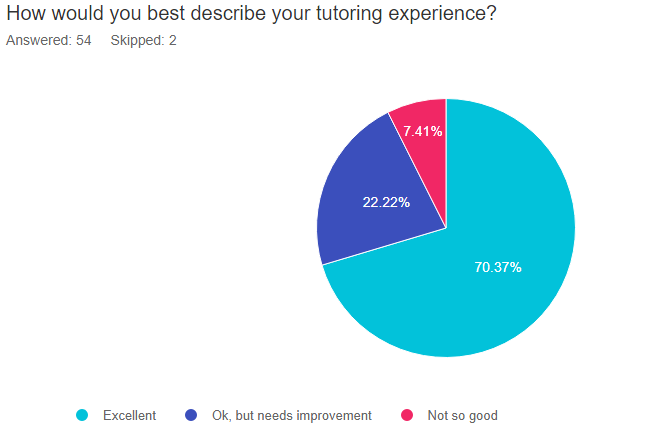 How would you best describe your tutoring experience?
Answered: 54 Skipped: 2
7.41%
22.22%
70.37%
Excellent Ok, but needs improvement Not so good